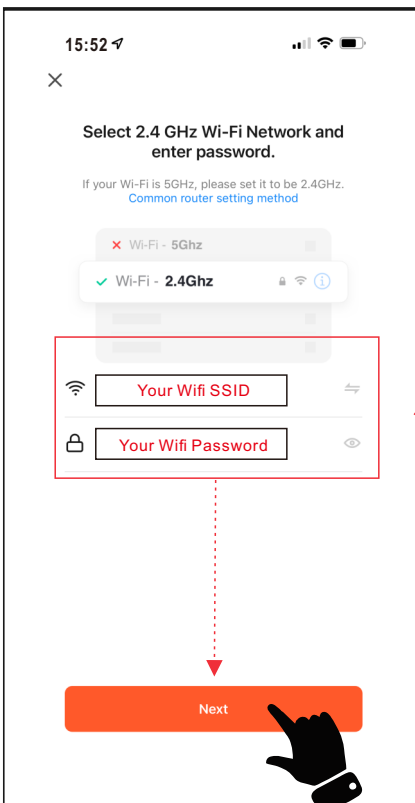 15:52
Select 2.4 GHz Wi-Fi Network and
enter password.
If your Wi-Fi is 5GHz, please set it to be 2.4GHz.
Common router setting method
Wi-Fi - 5Ghz
Wi-Fi - 2.4Ghz
Your Wifi SSID
Your Wifi Password
Next